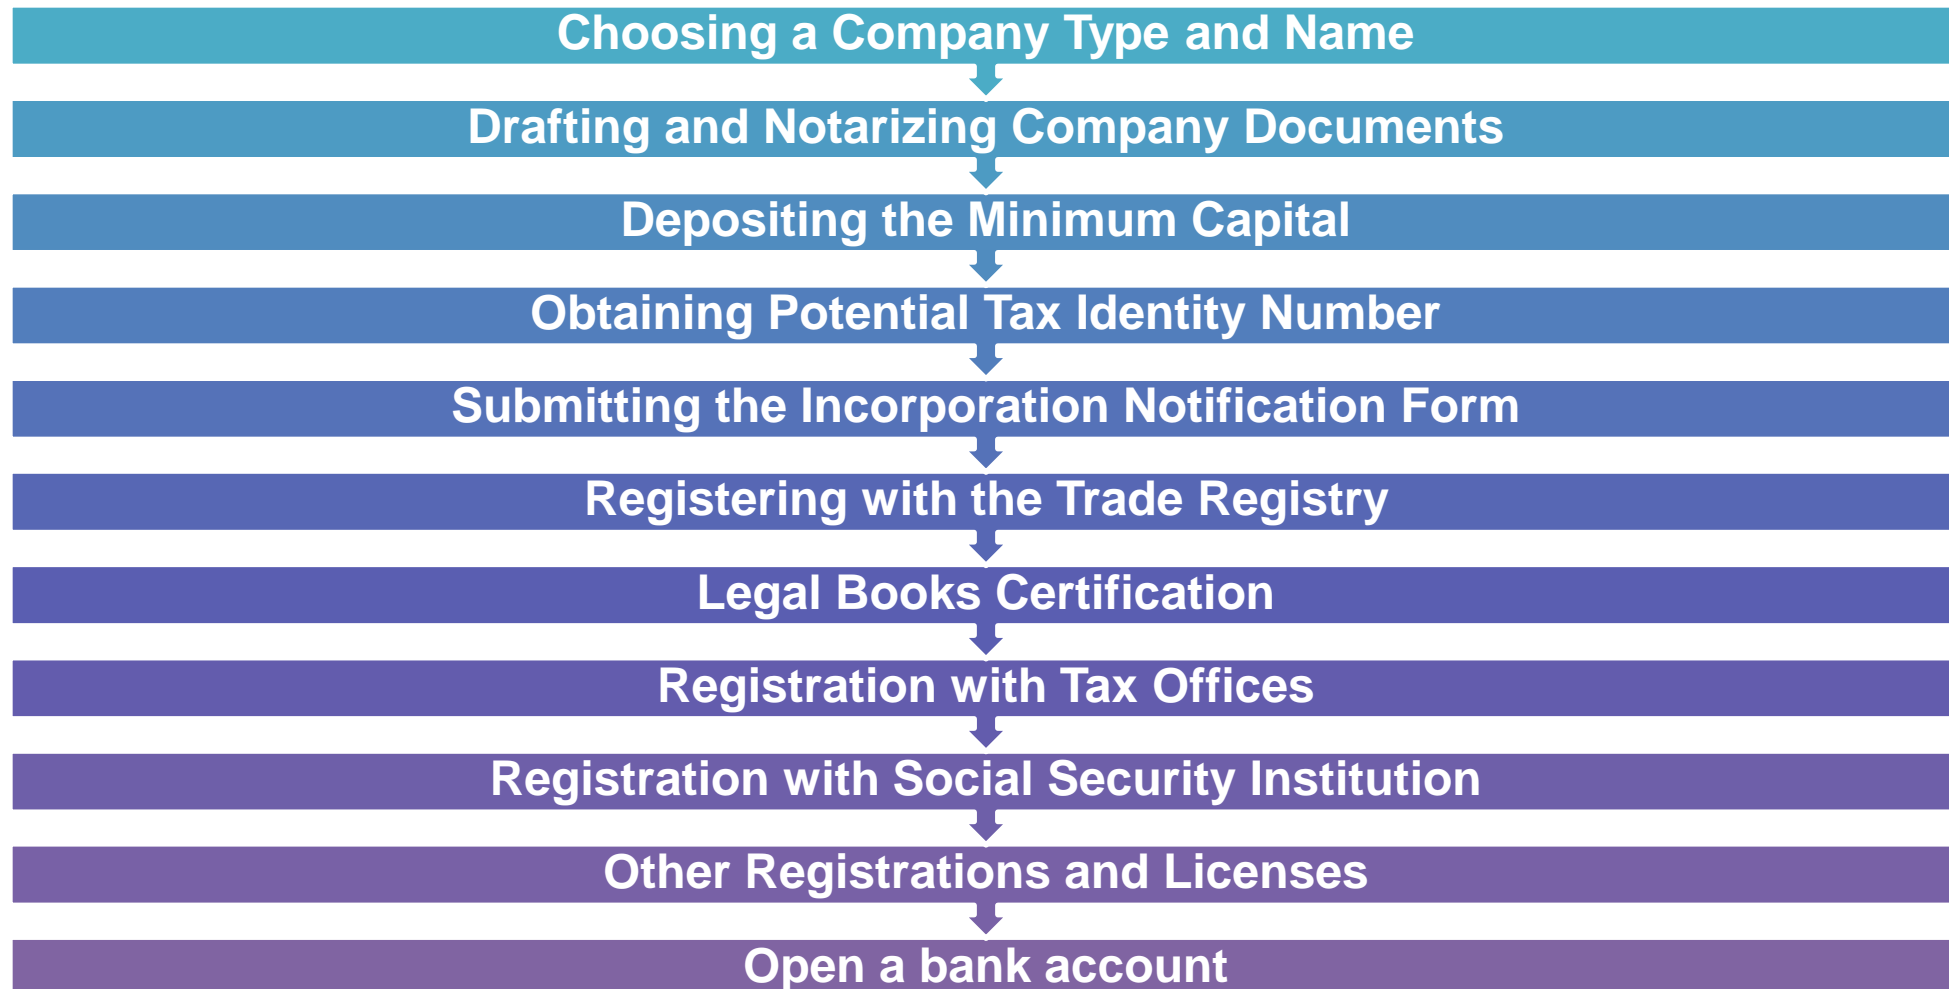 Choosing a Company Type and Name
Drafting and Notarizing Company Documents
Depositing the Minimum Capital
Obtaining Potential Tax Identity Number
Submitting the Incorporation Notification Form
Registering with the Trade Registry
Legal Books Certification
Registration with Tax Offices
Registration with Social Security Institution
Other Registrations and Licenses
Open a bank account